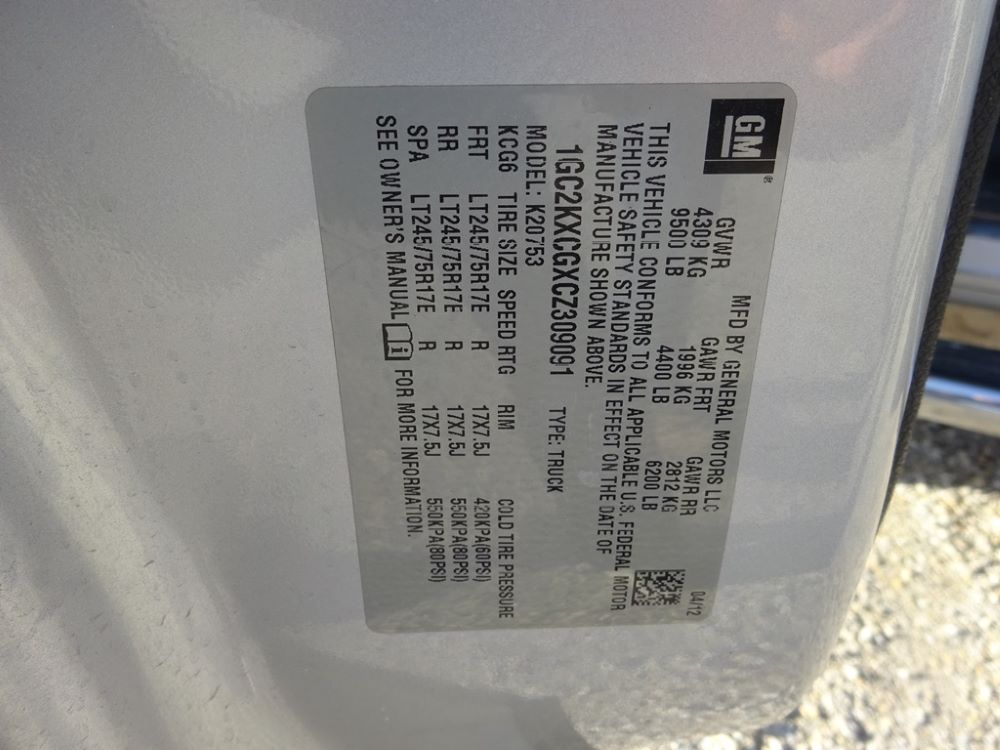 GM
MFD BY GENERAL MOTORS LLC 04/12
GVWR GAWR FRT GAWR RR
4309 KG 1996 KG 2812 KG
9500 LB 4400 LB 6200 LB
THIS VEHICLE CONFORMS TO ALL APPLICABLE U.S. FEDERAL MOTOR
VEHICLE SAFETY STANDARDS IN EFFECT ON THE DATE OF
MANUFACTURE SHOWN ABOVE.
1GC2KXCGXCZ309091 TYPE: TRUCK
MODEL: K20753
KCG6 TIRE SIZE SPEED RTG RIM COLD TIRE PRESSURE
FRT LT245/75R17E R 17X7.5J 420KPA(60PSI)
RR LT245/75R17E R 17X7.5J 550KPA(80PSI)
SPA LT245/75R17E R 17X7.5J 550KPA(80PSI)
SEE OWNER'S MANUAL FOR MORE INFORMATION.